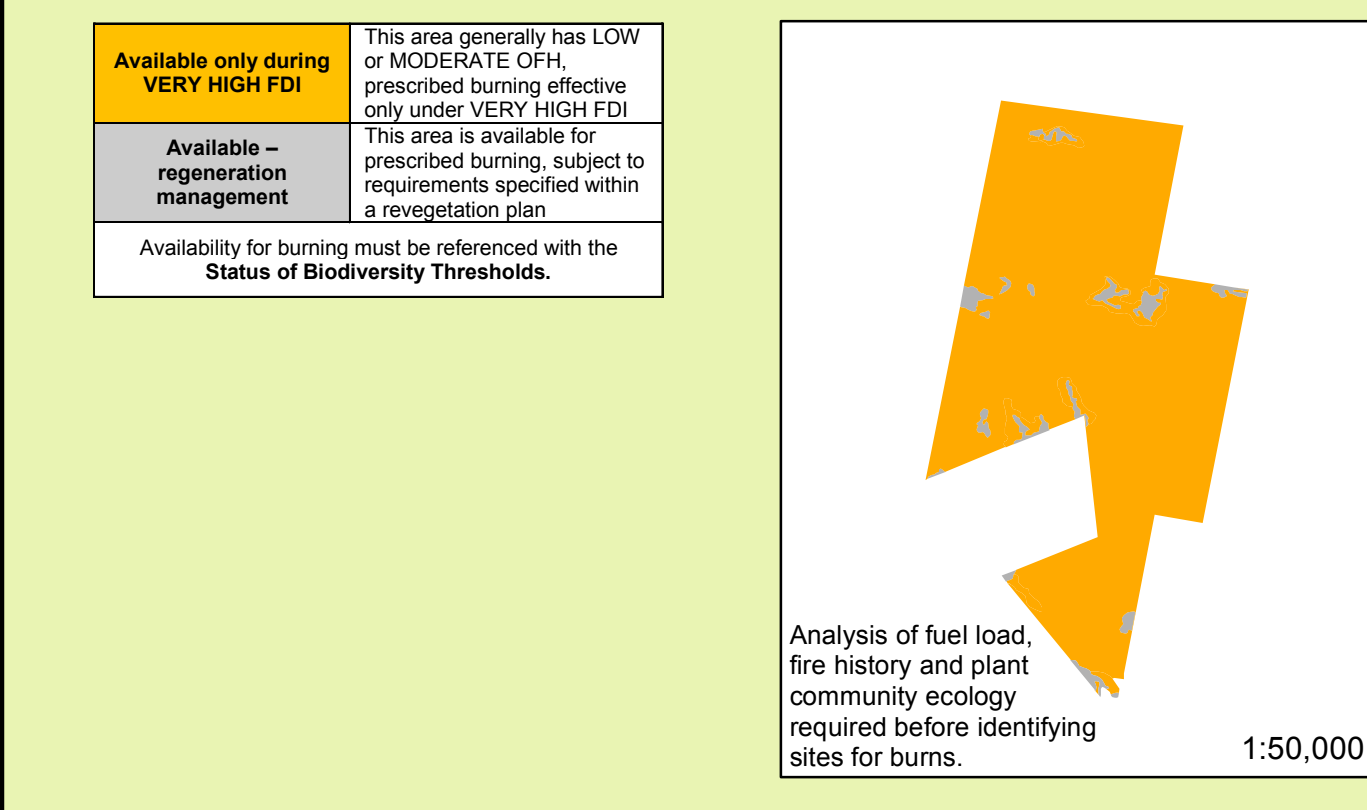 Available only during
VERY HIGH FDI
This area generally has LOW
or MODERATE OFH,
prescribed burning effective
only under VERY HIGH FDI
Available –
regeneration
management
This area is available for
prescribed burning, subject to
requirements specified within
a revegetation plan
Availability for burning must be referenced with the
Status of Biodiversity Thresholds.
Analysis of fuel load,
fire history and plant
community ecology
required before identifying
sites for burns.
1:50,000